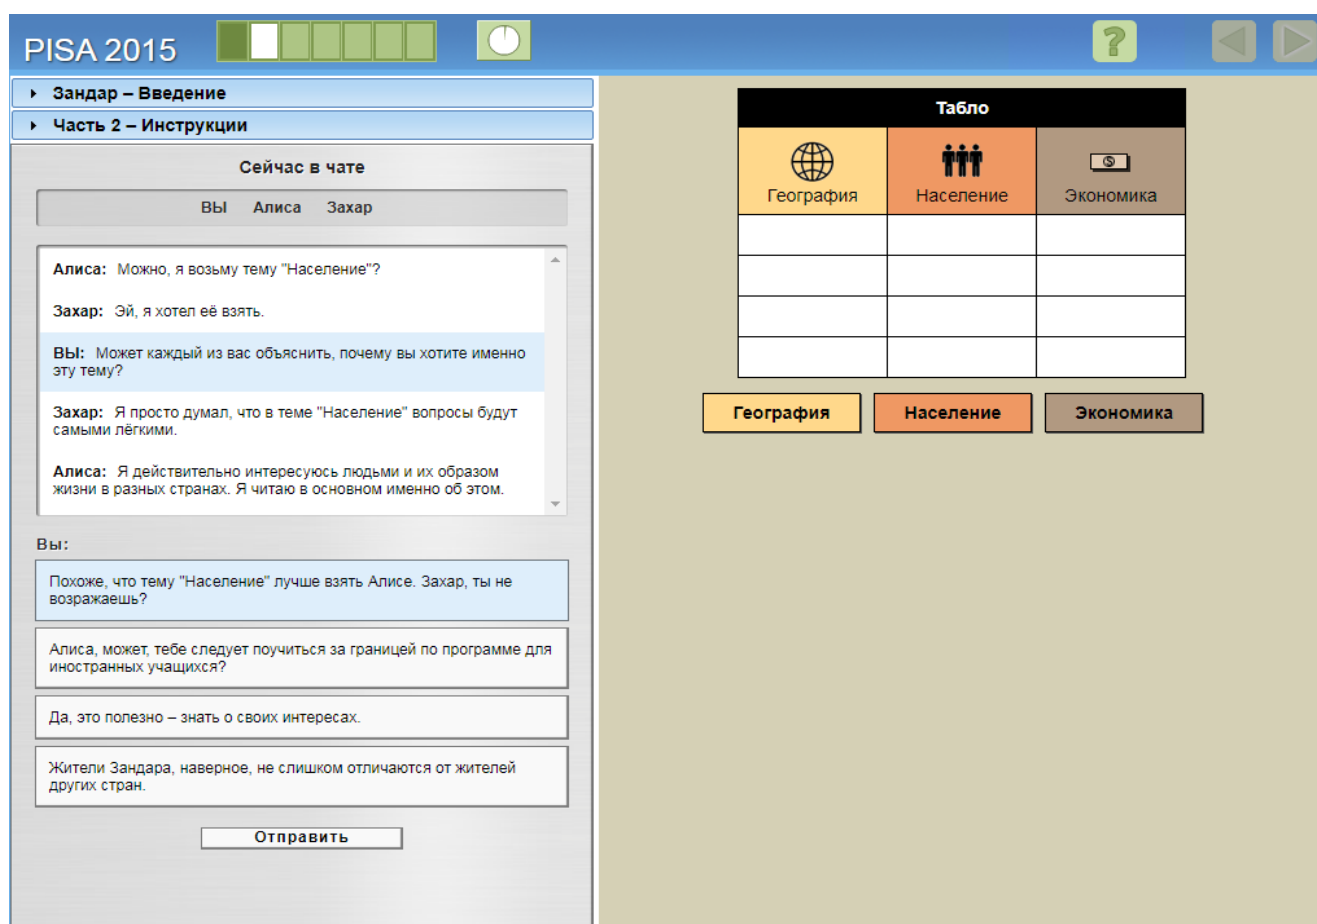 PISA 2015
?
Зандар – Введение
Часть 2 – Инструкции
Сейчас в чате
ВЫ Алиса Захар
Алиса: Можно, я возьму тему "Население"?
Захар: Эй, я хотел её взять.
ВЫ: Может каждый из вас объяснить, почему вы хотите именно
эту тему?
Захар: Я просто думал, что в теме "Население" вопросы будут
самыми лёгкими.
Алиса: Я действительно интересуюсь людьми и их образом
жизни в разных странах. Я читаю в основном именно об этом.
Вы:
Похоже, что тему "Население" лучше взять Алисе. Захар, ты не
возражаешь?
Алиса, может, тебе следует поучиться за границей по программе для
иностранных учащихся?
Да, это полезно – знать о своих интересах.
Жители Зандара, наверное, не слишком отличаются от жителей
других стран.
Отправить
Табло
$
География Население Экономика
География Население Экономика